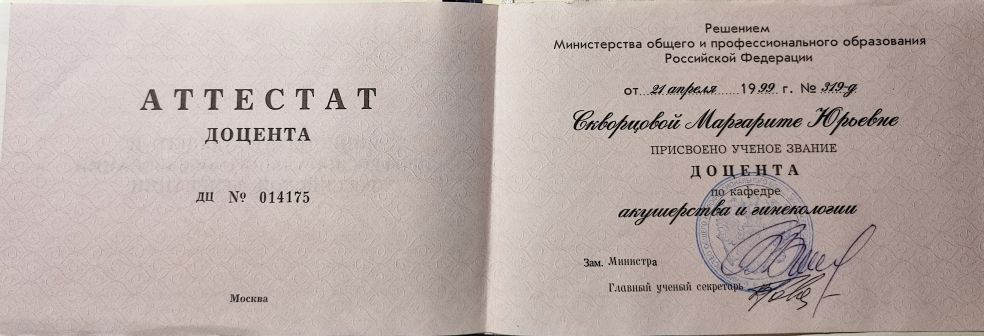 АТТЕСТАТ
ДОЦЕНТА
ДЦ № 014175
Москва
Решением
Министерства общего и профессионального образования
Российской Федерации
от 21 апреля 1999 г. № 319-д
Скворцовой Маргарите Юрьевне
ПРИСВОЕНО УЧЕНОЕ ЗВАНИЕ
ДОЦЕНТА
по кафедре
акушерства и гинекологии
Зам. Министра
Главный ученый секретарь